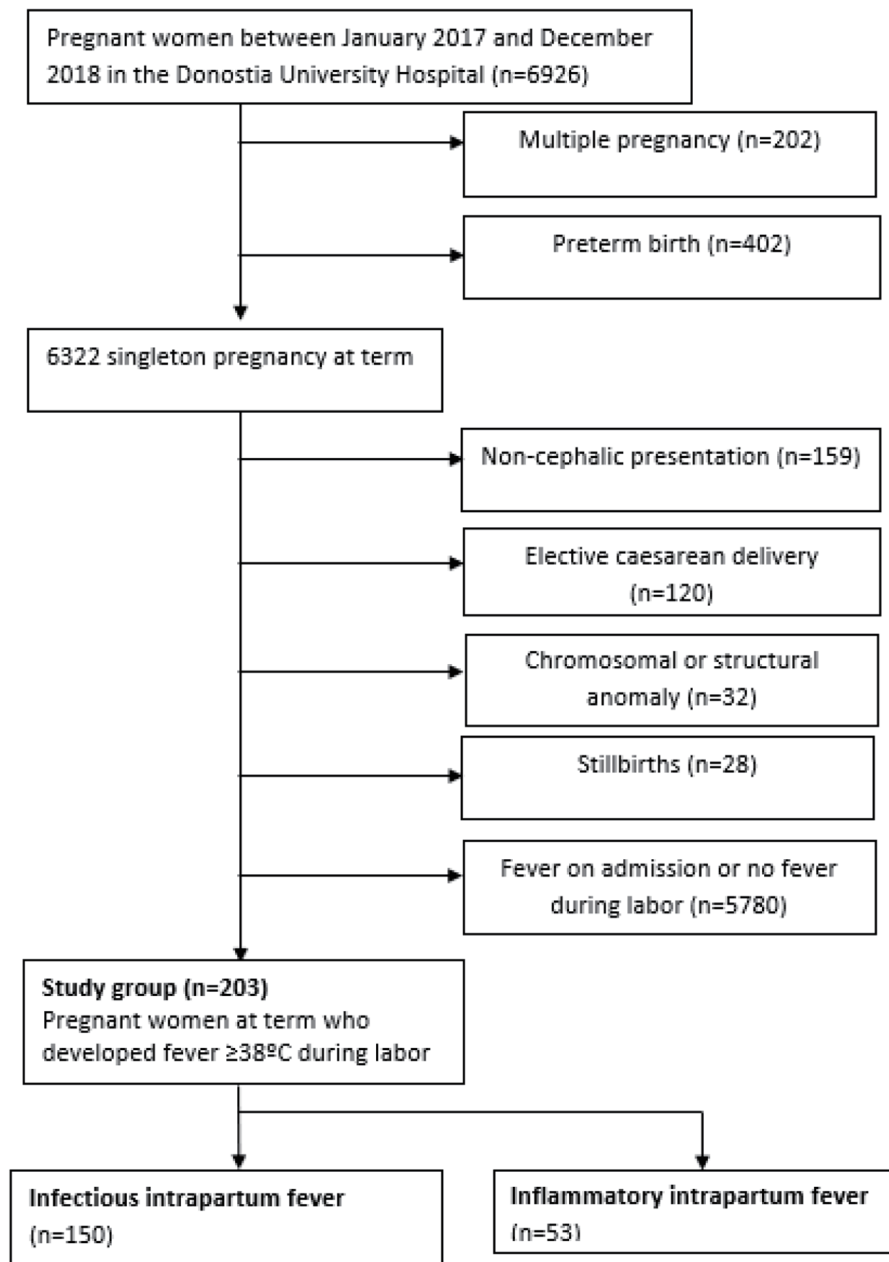 Pregnant women between January 2017 and December
2018 in the Donostia University Hospital (n=6926)
Multiple pregnancy (n=202)
Preterm birth (n=402)
6322 singleton pregnancy at term
Non-cephalic presentation (n=159)
Elective caesarean delivery
(n=120)
Chromosomal or structural
anomaly (n=32)
Stillbirths (n=28)
Fever on admission or no fever
during labor (n=5780)
Study group (n=203)
Pregnant women at term who
developed fever ≥38ºC during labor
Infectious intrapartum fever
(n=150)
Inflammatory intrapartum fever
(n=53)